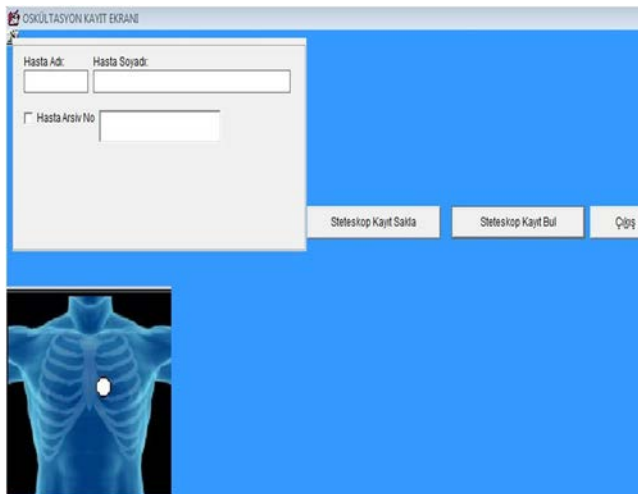 OSKÜLTASYON KAYIT EKRANI
Hasta Adı: Hasta Soyadı:
Hasta Arsiv No
Steteskop Kayıt Sakla Steteskop Kayıt Bul Çıkış